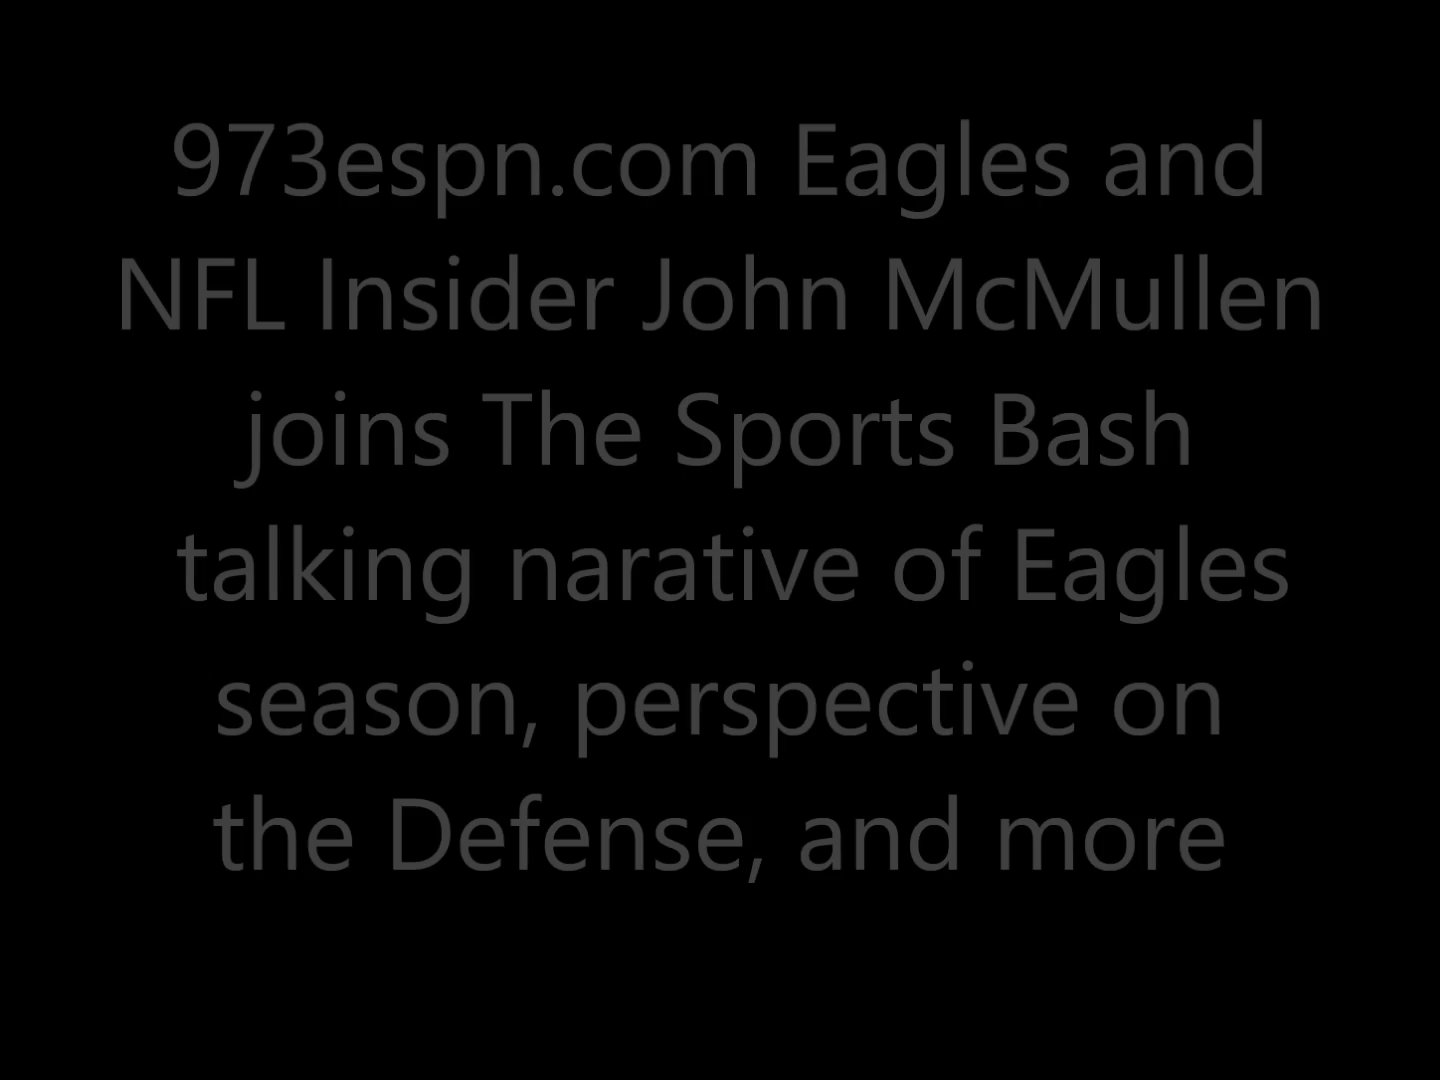 973espn.com Eagles and
NFL Insider John McMullen
joins The Sports Bash
talking narative of Eagles
season, perspective on
the Defense, and more